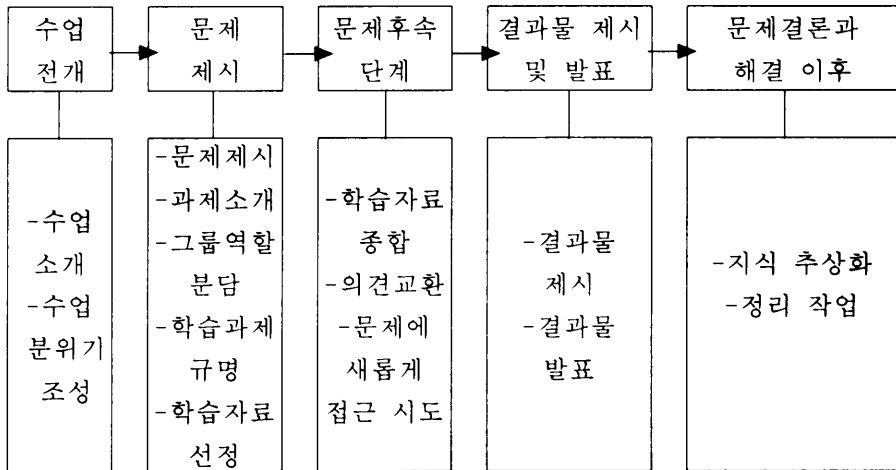 수업
전개
문제
제시
문제후속
단계
결과물 제시
및 발표
문제결론과
해결 이후
-수업
소개
-수업
분위기
조성
-문제제시
-과제소개
-그룹역할
분담
-학습과제
규명
-학습자료
선정
-학습자료
종합
-의견교환
-문제에
새롭게
접근 시도
-결과물
제시
-결과물
발표
-지식 추상화
-정리 작업